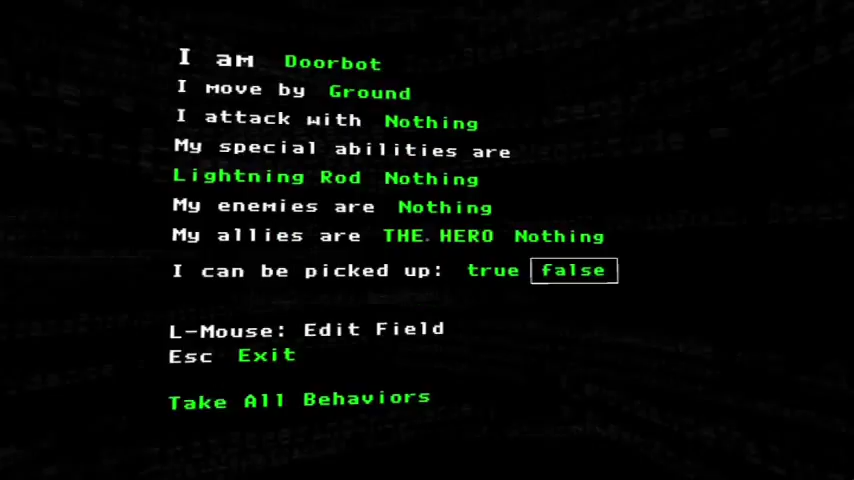 I am Doorbot
I move by Ground
I attack with Nothing
My special abilities are
Lightning Rod Nothing
My enemies are Nothing
My allies are THE.HERO Nothing
I can be picked up: true false
L-Mouse: Edit Field
Esc Exit
Take All Behaviors